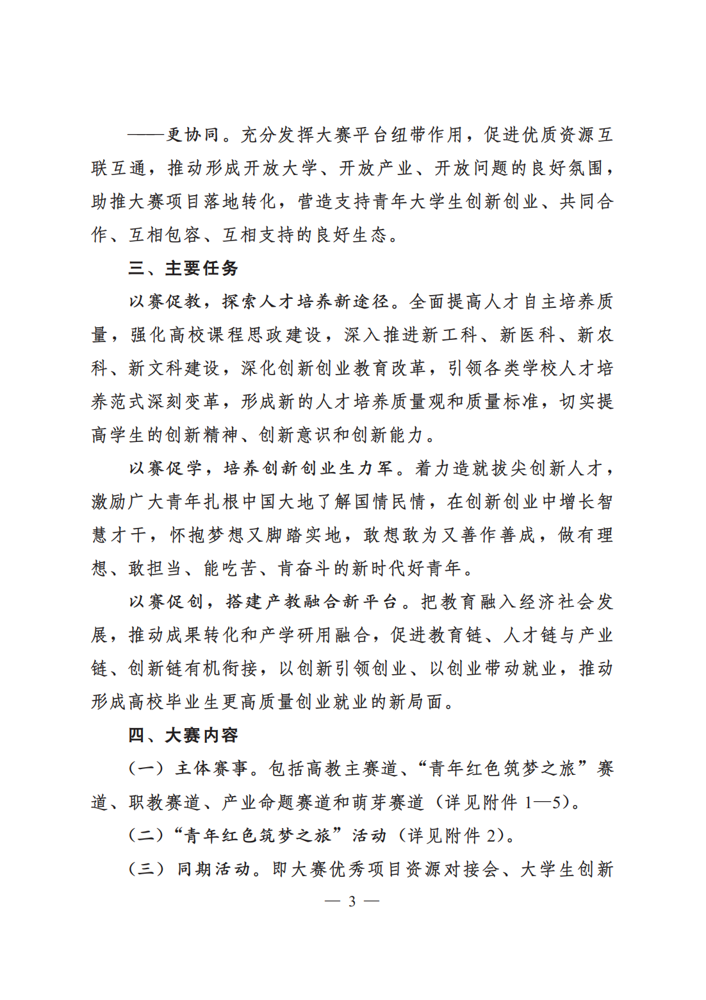 ——更协同。充分发挥大赛平台纽带作用，促进优质资源互
联互通，推动形成开放大学、开放产业、开放问题的良好氛围，
助推大赛项目落地转化，营造支持青年大学生创新创业、共同合
作、互相包容、互相支持的良好生态。
三、主要任务
以赛促教，探索人才培养新途径。全面提高人才自主培养质
量，强化高校课程思政建设，深入推进新工科、新医科、新农
科、新文科建设，深化创新创业教育改革，引领各类学校人才培
养范式深刻变革，形成新的人才培养质量观和质量标准，切实提
高学生的创新精神、创新意识和创新能力。
以赛促学，培养创新创业生力军。着力造就拔尖创新人才，
激励广大青年扎根中国大地了解国情民情，在创新创业中增长智
慧才干，怀抱梦想又脚踏实地，敢想敢为又善作善成，做有理
想、敢担当、能吃苦、肯奋斗的新时代好青年。
以赛促创，搭建产教融合新平台。把教育融入经济社会发
展，推动成果转化和产学研用融合，促进教育链、人才链与产业
链、创新链有机衔接，以创新引领创业、以创业带动就业，推动
形成高校毕业生更高质量创业就业的新局面。
四、大赛内容
（一）主体赛事。包括高教主赛道、“青年红色筑梦之旅”赛
道、职教赛道、产业命题赛道和萌芽赛道（详见附件 1—5）。
（二）“青年红色筑梦之旅”活动（详见附件 2）。
（三）同期活动。即大赛优秀项目资源对接会、大学生创新
— 3 —